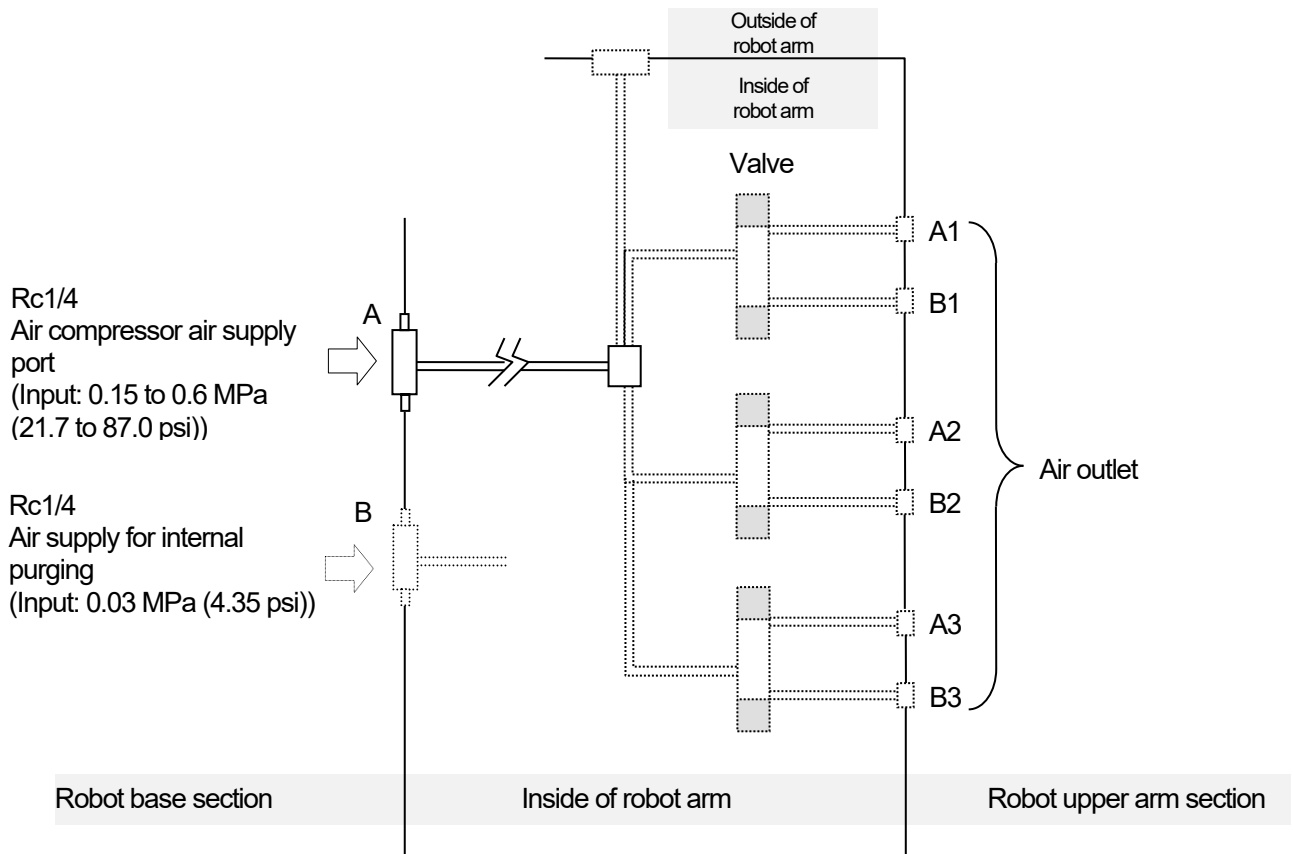 Outside of
robot arm
Inside of
robot arm
Valve
A1
B1
Rc1/4
Air compressor air supply
port
(Input: 0.15 to 0.6 MPa
(21.7 to 87.0 psi))
A
A2
B2
Air outlet
Rc1/4
Air supply for internal
purging
(Input: 0.03 MPa (4.35 psi))
B
A3
B3
Robot base section
Inside of robot arm
Robot upper arm section